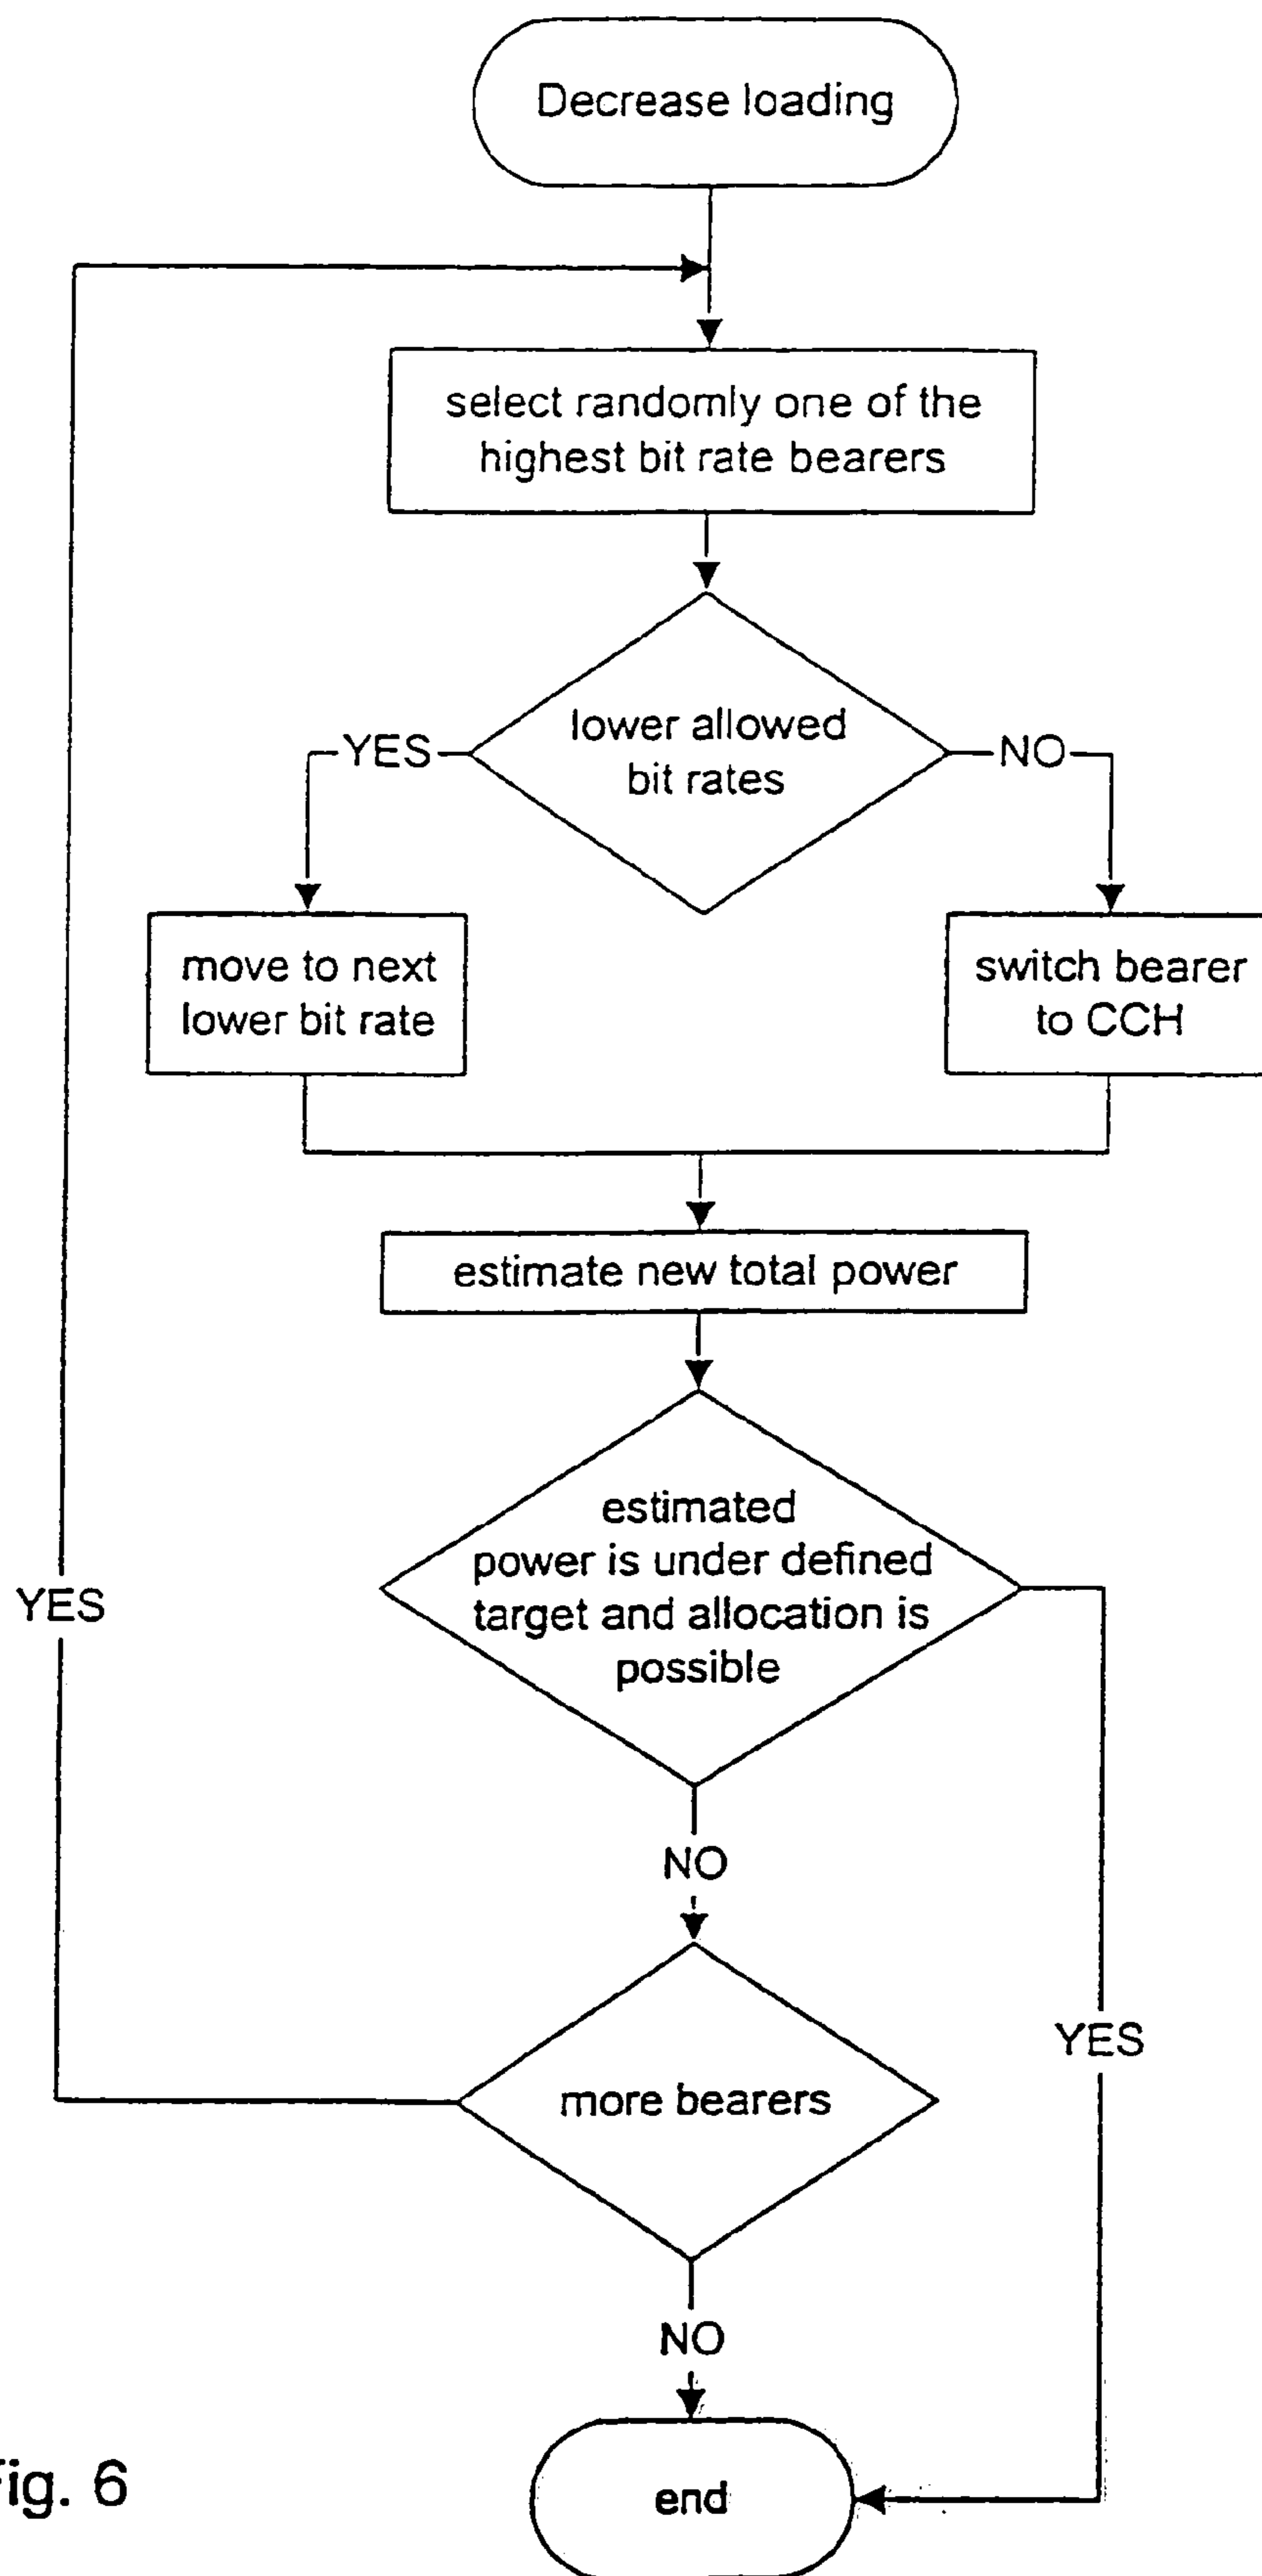 Decrease loading
select randomly one of the
highest bit rate bearers
lower allowed
bit rates
YES
NO
move to next
lower bit rate
switch bearer
to CCH
estimate new total power
estimated
power is under defined
target and allocation is
possible
YES
NO
YES
more bearers
NO
end
Fig. 6